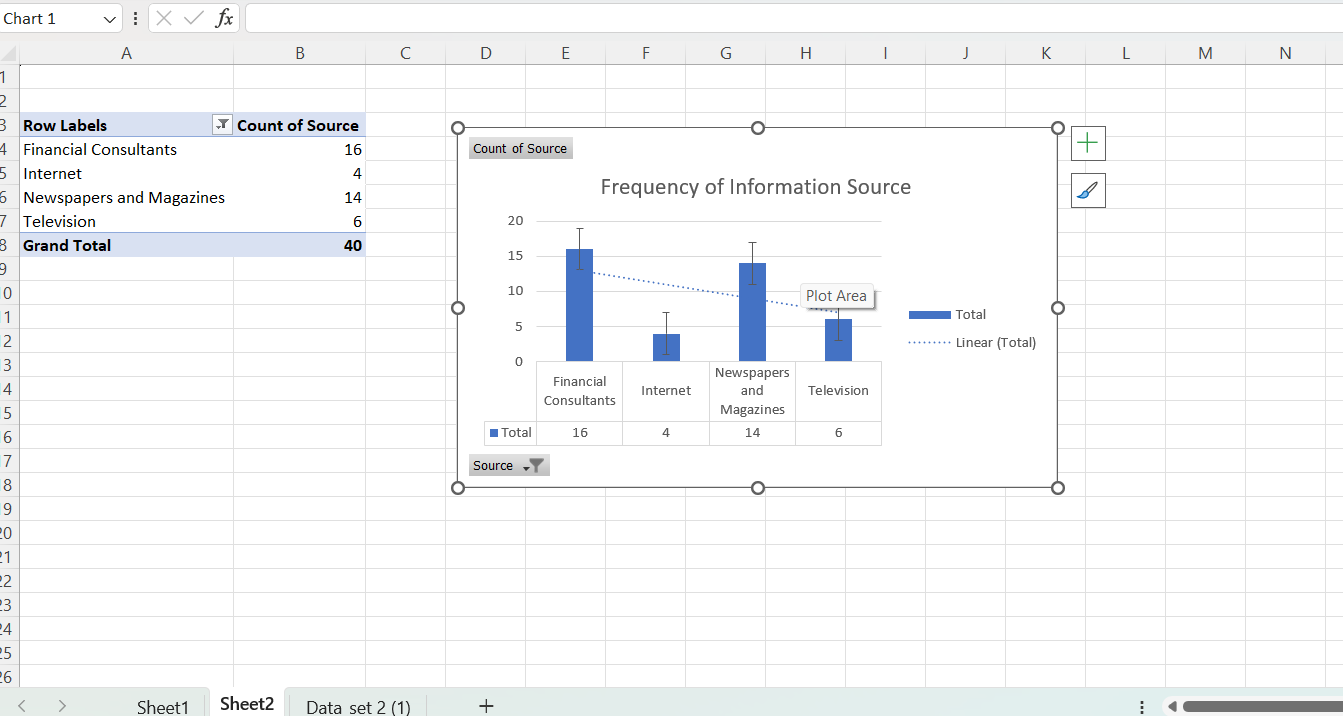 Chart 1 fx
A B C D E F G H I J K L M N
1
2
3 Row Labels Count of Source
4 Financial Consultants 16
5 Internet 4
6 Newspapers and Magazines 14
7 Television 6
8 Grand Total 40
9
Count of Source
Frequency of Information Source
20
15
10
5
0
Plot Area
Total
Linear (Total)
Financial Consultants
Internet
Newspapers and Magazines
Television
Total 16 4 14 6
Source
0
1
2
3
4
5
6
7
8
9
20
21
22
23
24
25
26
Sheet1 Sheet2 Data set 2 (1) +